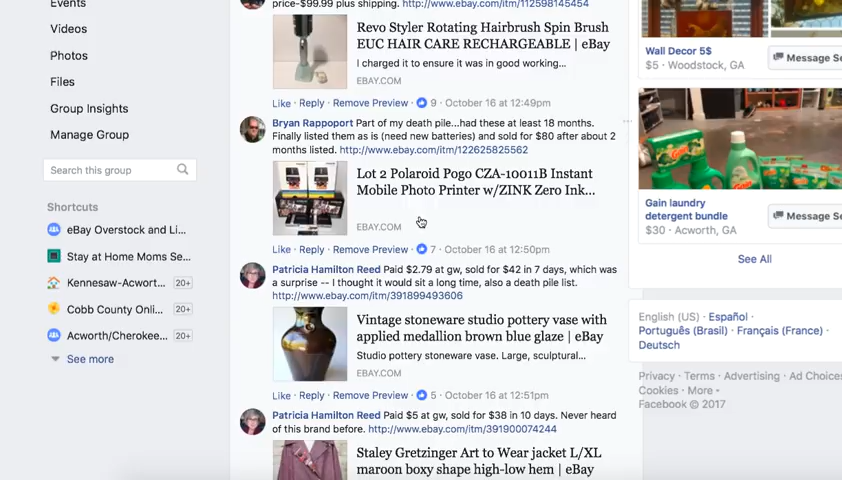 Events
Videos
Photos
Files
Group Insights
Manage Group
Search this group
Shortcuts
eBay Overstock and Li...
Stay at Home Moms Se...
Kennesaw-Acwort... 20+
Cobb County Onli... 20+
Acworth/Cherokee... 20+
See more
price-$99.99 plus shipping. http://www.ebay.com/itm/112598145454
Revo Styler Rotating Hairbrush Spin Brush
EUC HAIR CARE RECHARGEABLE | eBay
I charged it to ensure it was in good working...
EBAY.COM
Like · Reply · Remove Preview · 9 · October 16 at 12:49pm
Bryan Rappoport Part of my death pile...had these at least 18 months.
Finally listed them as is (need new batteries) and sold for $80 after about 2
months listed. http://www.ebay.com/itm/122625825562
Lot 2 Polaroid Pogo CZA-10011B Instant
Mobile Photo Printer w/ZINK Zero Ink...
EBAY.COM
Like · Reply · Remove Preview · 7 · October 16 at 12:50pm
Patricia Hamilton Reed Paid $2.79 at gw, sold for $42 in 7 days, which was
a surprise -- I thought it would sit a long time, also a death pile list.
http://www.ebay.com/itm/391899493606
Vintage stoneware studio pottery vase with
applied medallion brown blue glaze | eBay
Studio pottery stoneware vase. Large, sculptural...
EBAY.COM
Like · Reply · Remove Preview · 5 · October 16 at 12:51pm
Patricia Hamilton Reed Paid $5 at gw, sold for $38 in 10 days. Never heard
of this brand before. http://www.ebay.com/itm/391900074244
Staley Gretzinger Art to Wear jacket L/XL
maroon boxy shape high-low hem | eBay
Wall Decor 5$
$5 · Woodstock, GA
Message Se
Gain laundry
detergent bundle
$30 · Acworth, GA
Message Se
See All
English (US) · Español ·
Português (Brasil) · Français (France) ·
Deutsch
Privacy · Terms · Advertising · Ad Choices
Cookies · More
Facebook © 2017